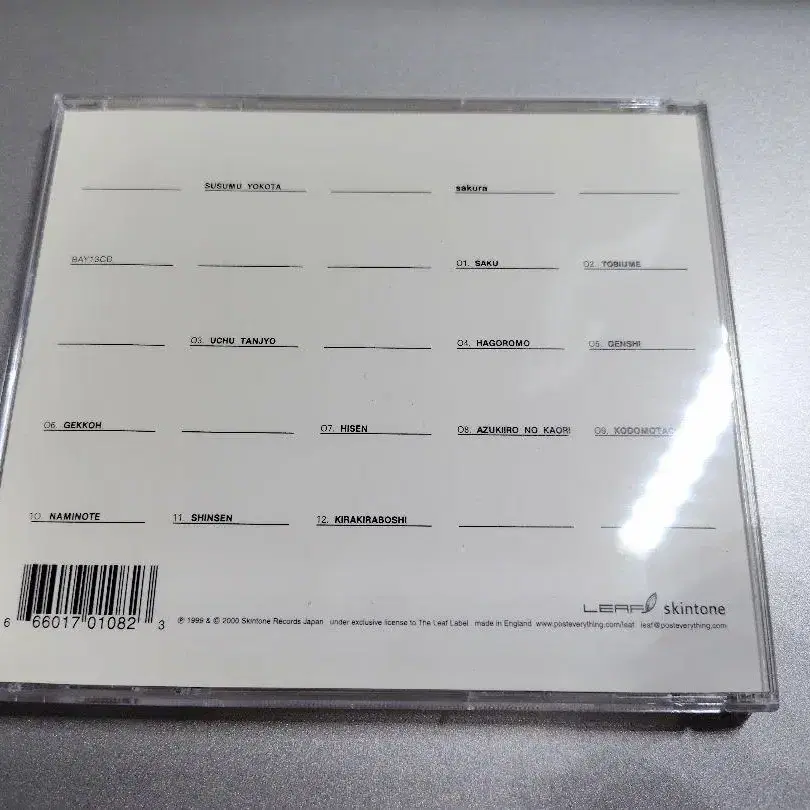 SUSUMU YOKOTA sakura
BAY13CD 01. SAKU 02. TOBIUME
03. UCHU TANJYO 04. HAGOROMO 05. GENSHI
06. GEKKOH 07. HISEN 08. AZUKIIRO NO KAORI 09.
10. NAMINOTE 11. SHINSEN 12. KIRAKIRABOSHI
LEAF skintone
6 66017 01082 3 ℗ 1999 & © 2000 Skintone Records Japan under exclusive license to The Leaf Label made in England www.posteverything.com/leaf leaf@posteverything.com